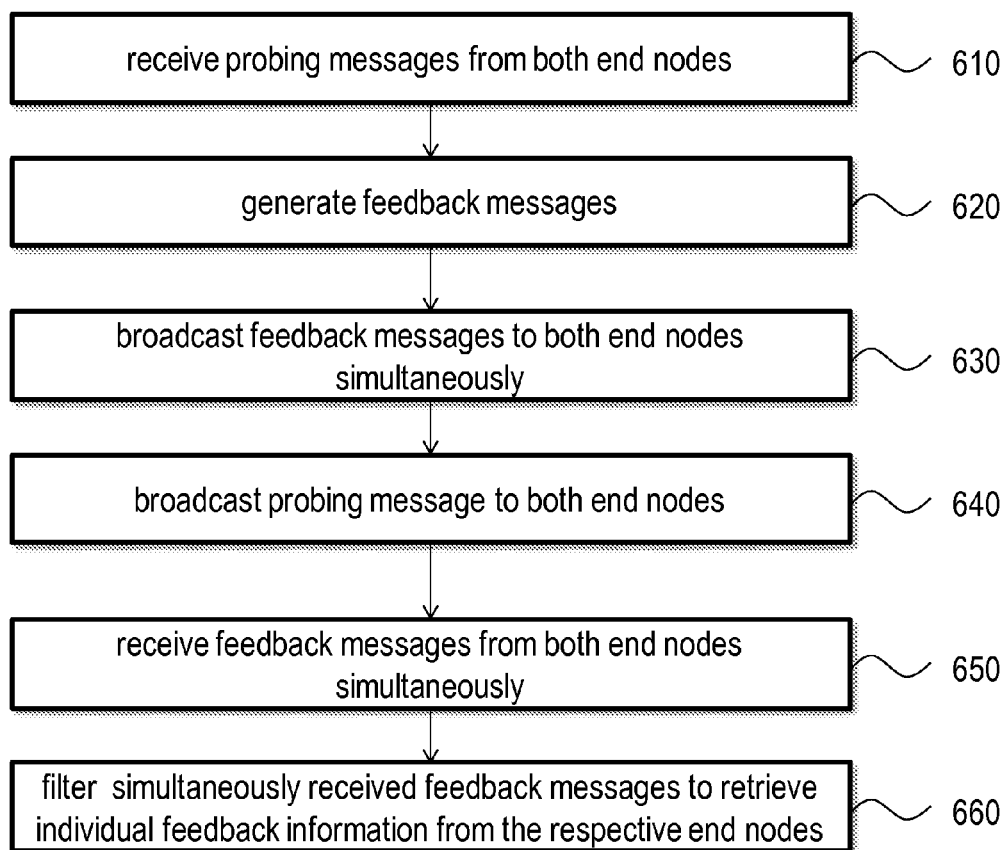 receive probing messages from both end nodes
610
generate feedback messages
620
broadcast feedback messages to both end nodes
simultaneously
630
broadcast probing message to both end nodes
640
receive feedback messages from both end nodes
simultaneously
650
filter simultaneously received feedback messages to retrieve
individual feedback information from the respective end nodes
660